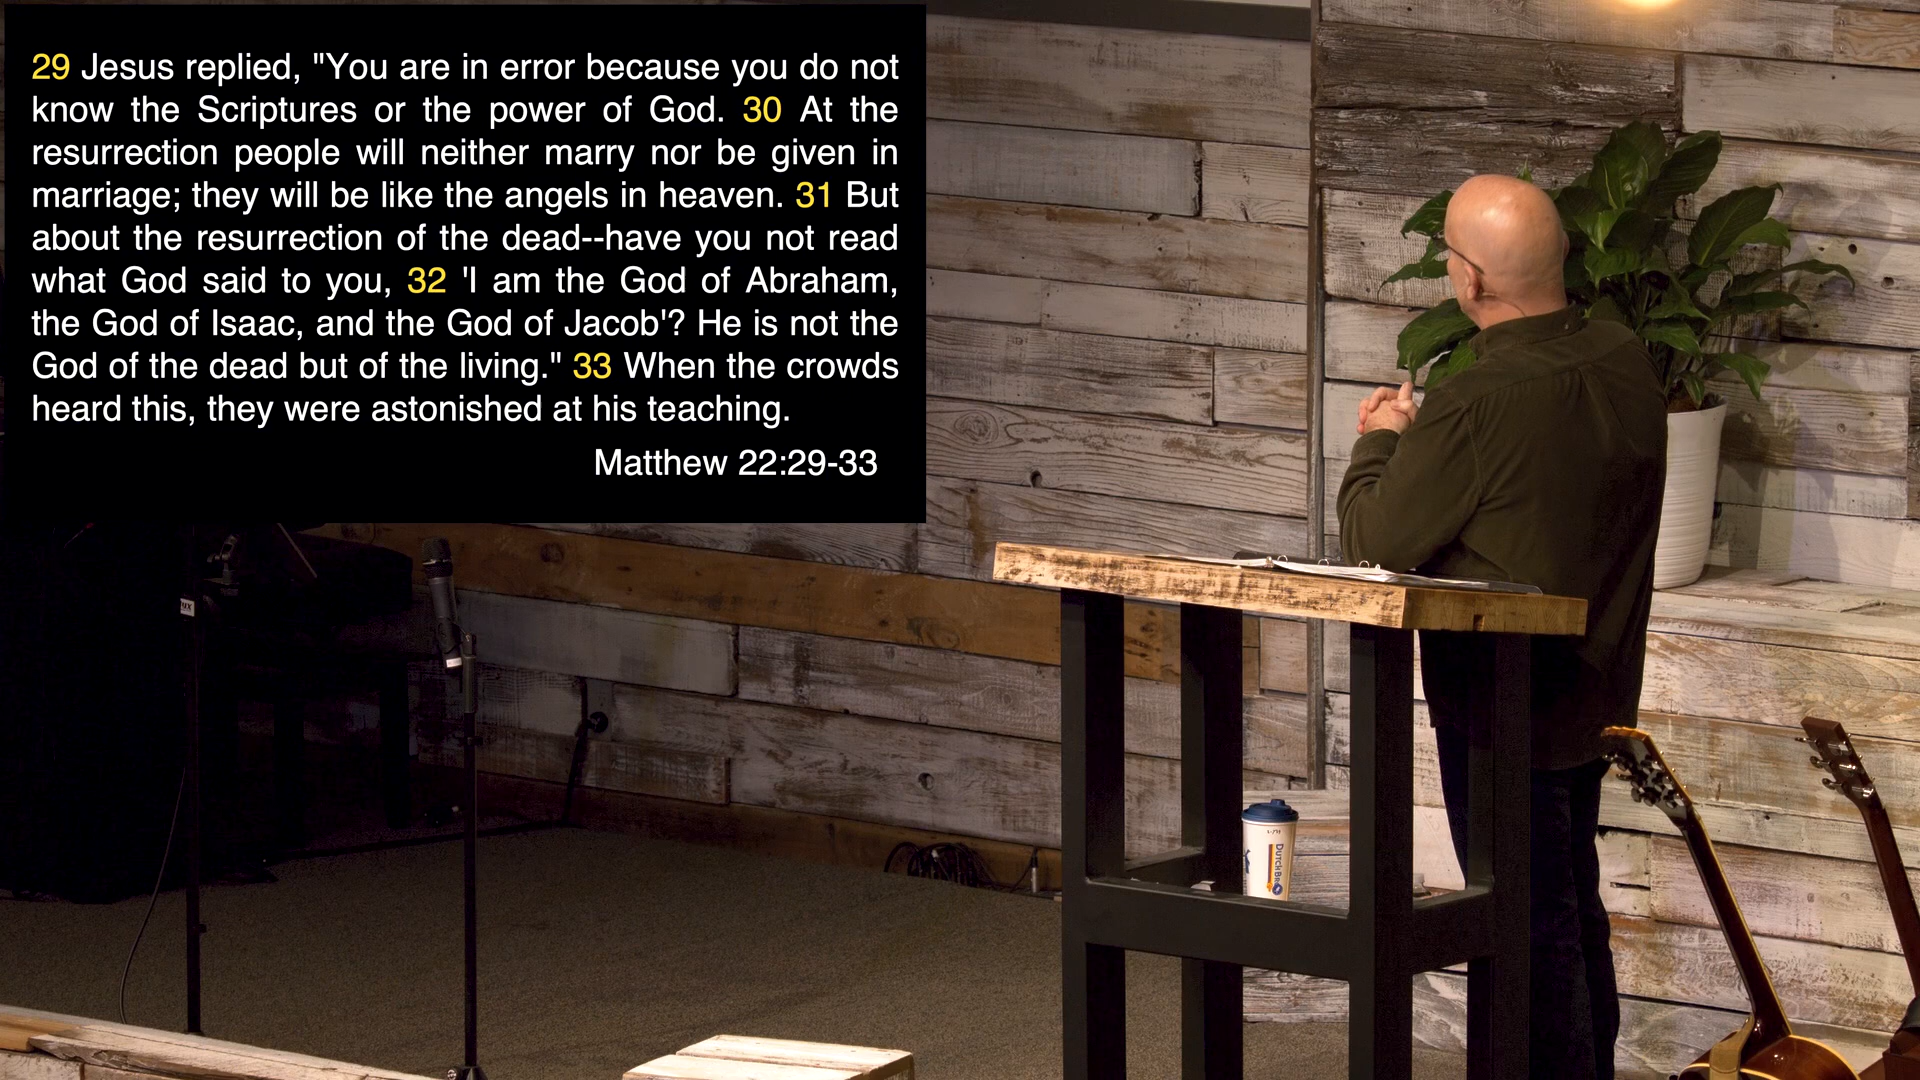 29 Jesus replied, "You are in error because you do not
know the Scriptures or the power of God. 30 At the
resurrection people will neither marry nor be given in
marriage; they will be like the angels in heaven. 31 But
about the resurrection of the dead--have you not read
what God said to you, 32 'I am the God of Abraham,
the God of Isaac, and the God of Jacob'? He is not the
God of the dead but of the living." 33 When the crowds
heard this, they were astonished at his teaching.
Matthew 22:29-33
DUTCH BRO